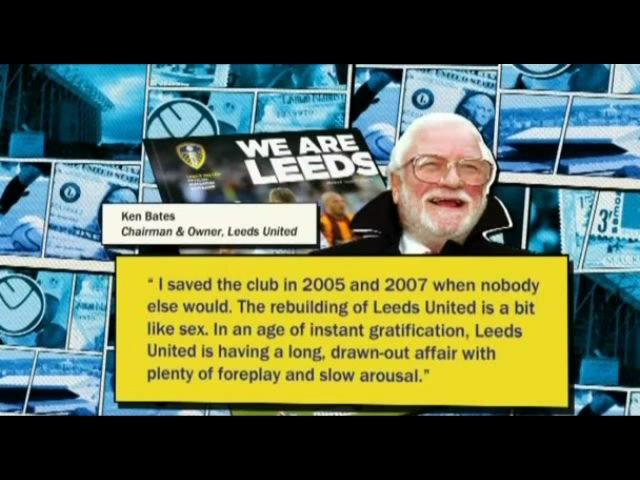 WE ARE
LEEDS
Ken Bates
Chairman & Owner, Leeds United
“ I saved the club in 2005 and 2007 when nobody
else would. The rebuilding of Leeds United is a bit
like sex. In an age of instant gratification, Leeds
United is having a long, drawn-out affair with
plenty of foreplay and slow arousal.”